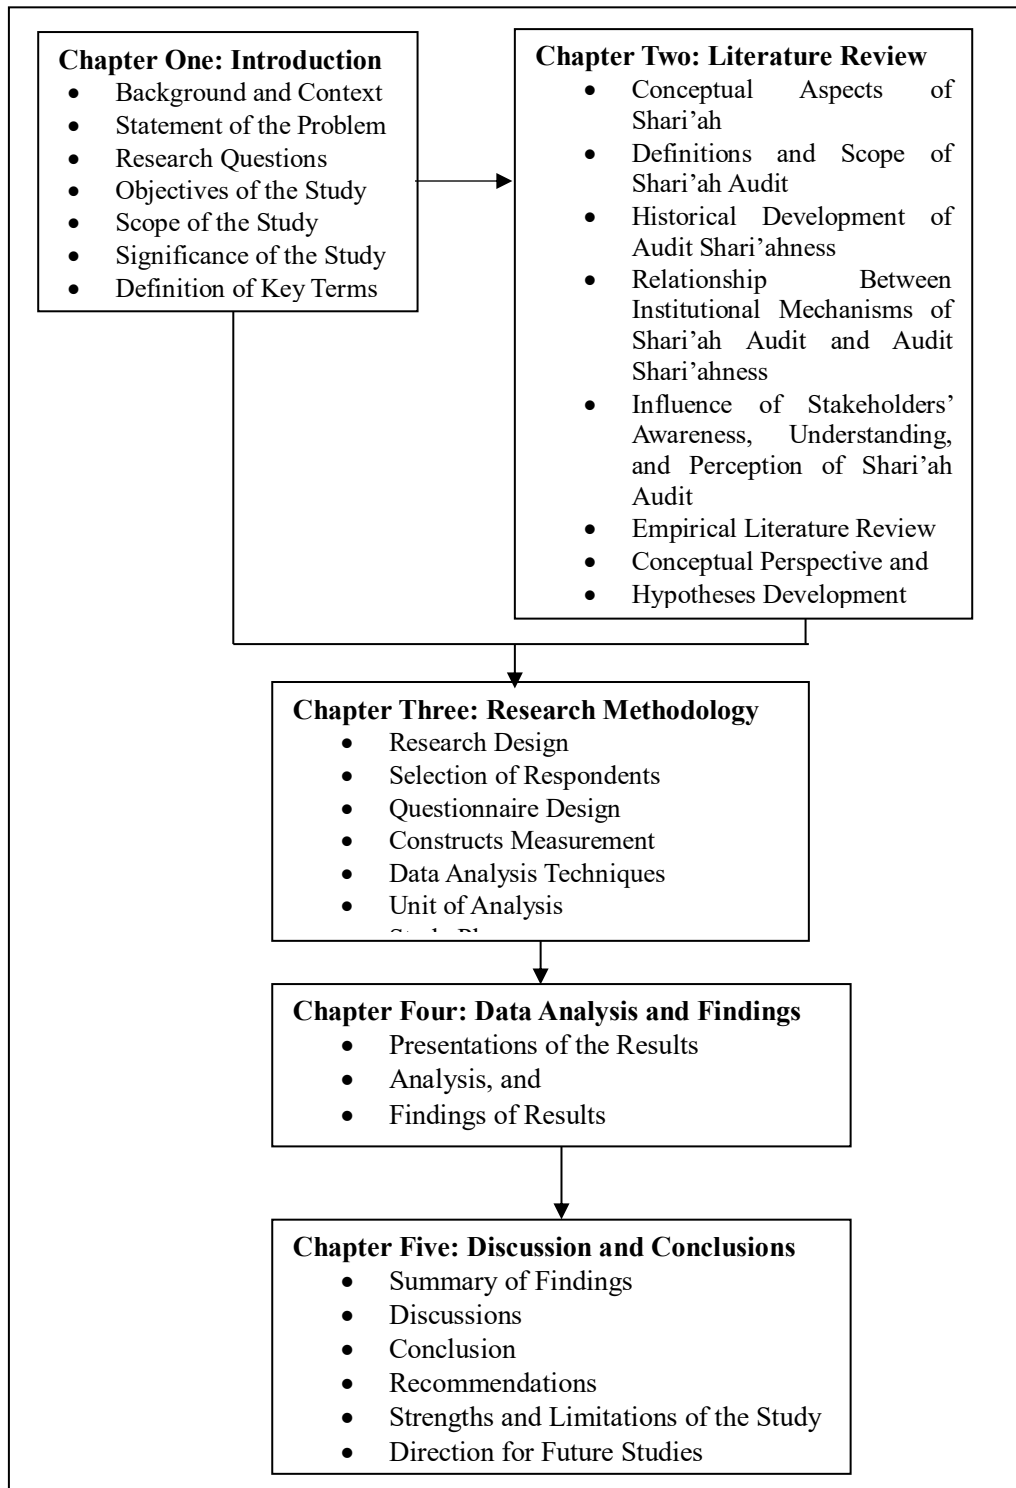 Chapter One: Introduction
• Background and Context
• Statement of the Problem
• Research Questions
• Objectives of the Study
• Scope of the Study
• Significance of the Study
• Definition of Key Terms
Chapter Two: Literature Review
• Conceptual Aspects of
Shari’ah
• Definitions and Scope of
Shari’ah Audit
• Historical Development of
Audit Shari’ahness
• Relationship Between
Institutional Mechanisms of
Shari’ah Audit and Audit
Shari’ahness
• Influence of Stakeholders’
Awareness, Understanding,
and Perception of Shari’ah
Audit
• Empirical Literature Review
• Conceptual Perspective and
• Hypotheses Development
Chapter Three: Research Methodology
• Research Design
• Selection of Respondents
• Questionnaire Design
• Constructs Measurement
• Data Analysis Techniques
• Unit of Analysis
Chapter Four: Data Analysis and Findings
• Presentations of the Results
• Analysis, and
• Findings of Results
Chapter Five: Discussion and Conclusions
• Summary of Findings
• Discussions
• Conclusion
• Recommendations
• Strengths and Limitations of the Study
• Direction for Future Studies